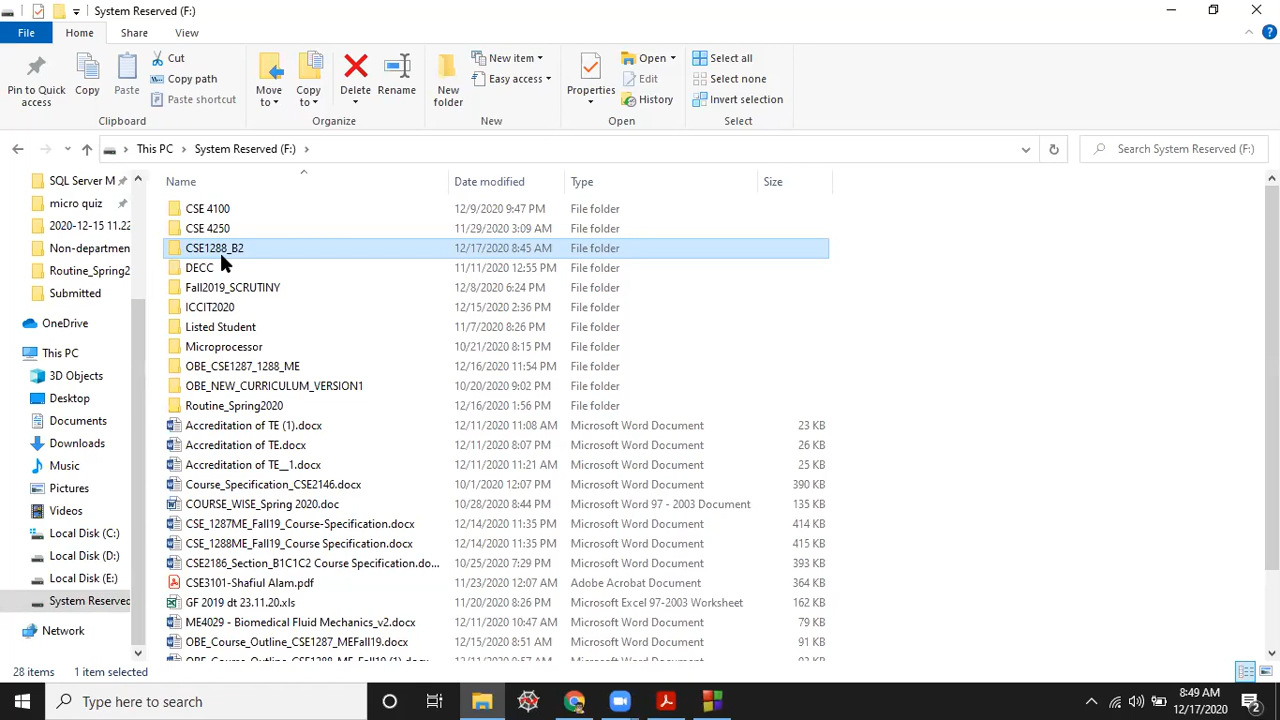 System Reserved (F:)
File Home Share View
Pin to Quick access
Copy
Paste
Cut
Copy path
Paste shortcut
Clipboard
Move to
Copy to
Delete
Rename
Organize
New folder
New item
Easy access
New
Properties
Open
Edit
History
Open
Select all
Select none
Invert selection
Select
This PC System Reserved (F:)
Search System Reserved (F:)
SQL Server M
micro quiz
2020-12-15 11.22
Non-departmen
Routine_Spring2
Submitted
OneDrive
This PC
3D Objects
Desktop
Documents
Downloads
Music
Pictures
Videos
Local Disk (C:)
Local Disk (D:)
Local Disk (E:)
System Reserved
Network
Name Date modified Type Size
CSE 4100 12/9/2020 9:47 PM File folder
CSE 4250 11/29/2020 3:09 AM File folder
CSE1288_B2 12/17/2020 8:45 AM File folder
DECC 11/11/2020 12:55 PM File folder
Fall2019_SCRUTINY 12/8/2020 6:24 PM File folder
ICCIT2020 12/15/2020 2:36 PM File folder
Listed Student 11/7/2020 8:26 PM File folder
Microprocessor 10/21/2020 8:15 PM File folder
OBE_CSE1287_1288_ME 12/16/2020 11:54 PM File folder
OBE_NEW_CURRICULUM_VERSION1 10/20/2020 9:02 PM File folder
Routine_Spring2020 12/16/2020 1:56 PM File folder
Accreditation of TE (1).docx 12/11/2020 11:08 AM Microsoft Word Document 23 KB
Accreditation of TE.docx 12/11/2020 8:07 PM Microsoft Word Document 26 KB
Accreditation of TE__1.docx 12/11/2020 11:21 AM Microsoft Word Document 25 KB
Course_Specification_CSE2146.docx 10/1/2020 12:07 PM Microsoft Word Document 390 KB
COURSE_WISE_Spring 2020.doc 10/28/2020 8:44 PM Microsoft Word 97 - 2003 Document 135 KB
CSE_1287ME_Fall19_Course-Specification.docx 12/14/2020 11:35 PM Microsoft Word Document 414 KB
CSE_1288ME_Fall19_Course Specification.docx 12/14/2020 11:35 PM Microsoft Word Document 415 KB
CSE2186_Section_B1C1C2 Course Specification.do... 10/25/2020 7:29 PM Microsoft Word Document 393 KB
CSE3101-Shafiul Alam.pdf 11/23/2020 12:07 AM Adobe Acrobat Document 364 KB
GF 2019 dt 23.11.20.xls 11/20/2020 8:26 PM Microsoft Excel 97-2003 Worksheet 162 KB
ME4029 - Biomedical Fluid Mechanics_v2.docx 12/11/2020 10:47 AM Microsoft Word Document 79 KB
OBE_Course_Outline_CSE1287_MEFall19.docx 12/15/2020 8:51 AM Microsoft Word Document 91 KB
28 items 1 item selected
Type here to search
8:49 AM
12/17/2020
2